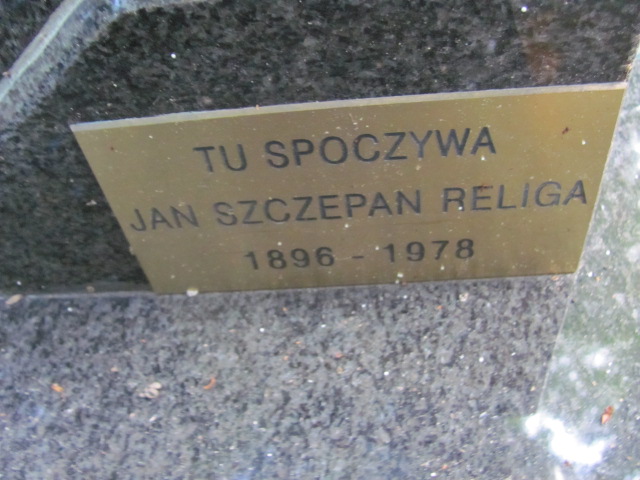 TU SPOCZYWA
JAN SZCZEPAN RELIGA
1896 - 1978